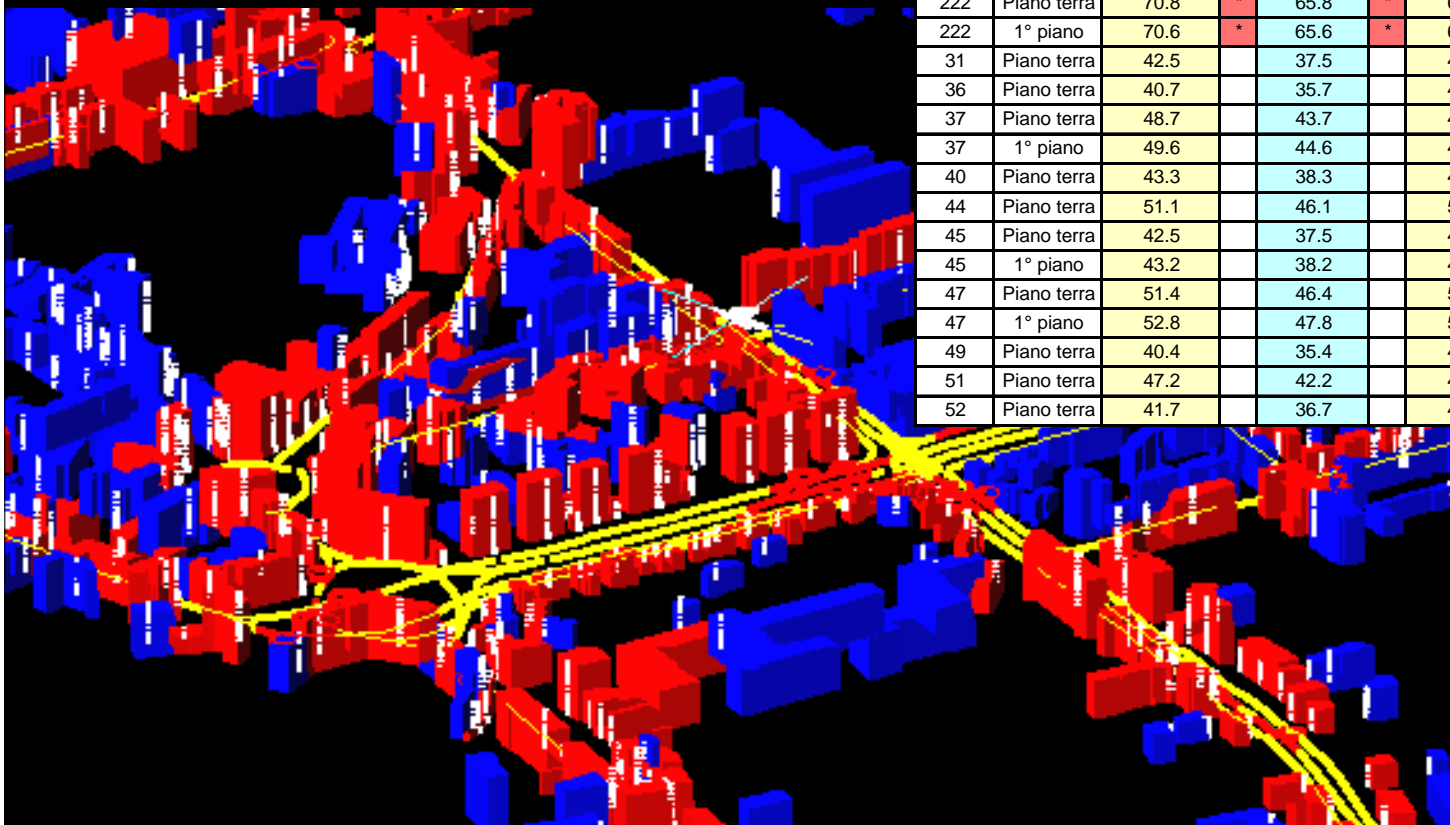 222 Piano terra 70.8 * 65.8 *
222 1° piano 70.6 * 65.6 *
31 Piano terra 42.5 37.5
36 Piano terra 40.7 35.7
37 Piano terra 48.7 43.7
37 1° piano 49.6 44.6
40 Piano terra 43.3 38.3
44 Piano terra 51.1 46.1
45 Piano terra 42.5 37.5
45 1° piano 43.2 38.2
47 Piano terra 51.4 46.4
47 1° piano 52.8 47.8
49 Piano terra 40.4 35.4
51 Piano terra 47.2 42.2
52 Piano terra 41.7 36.7